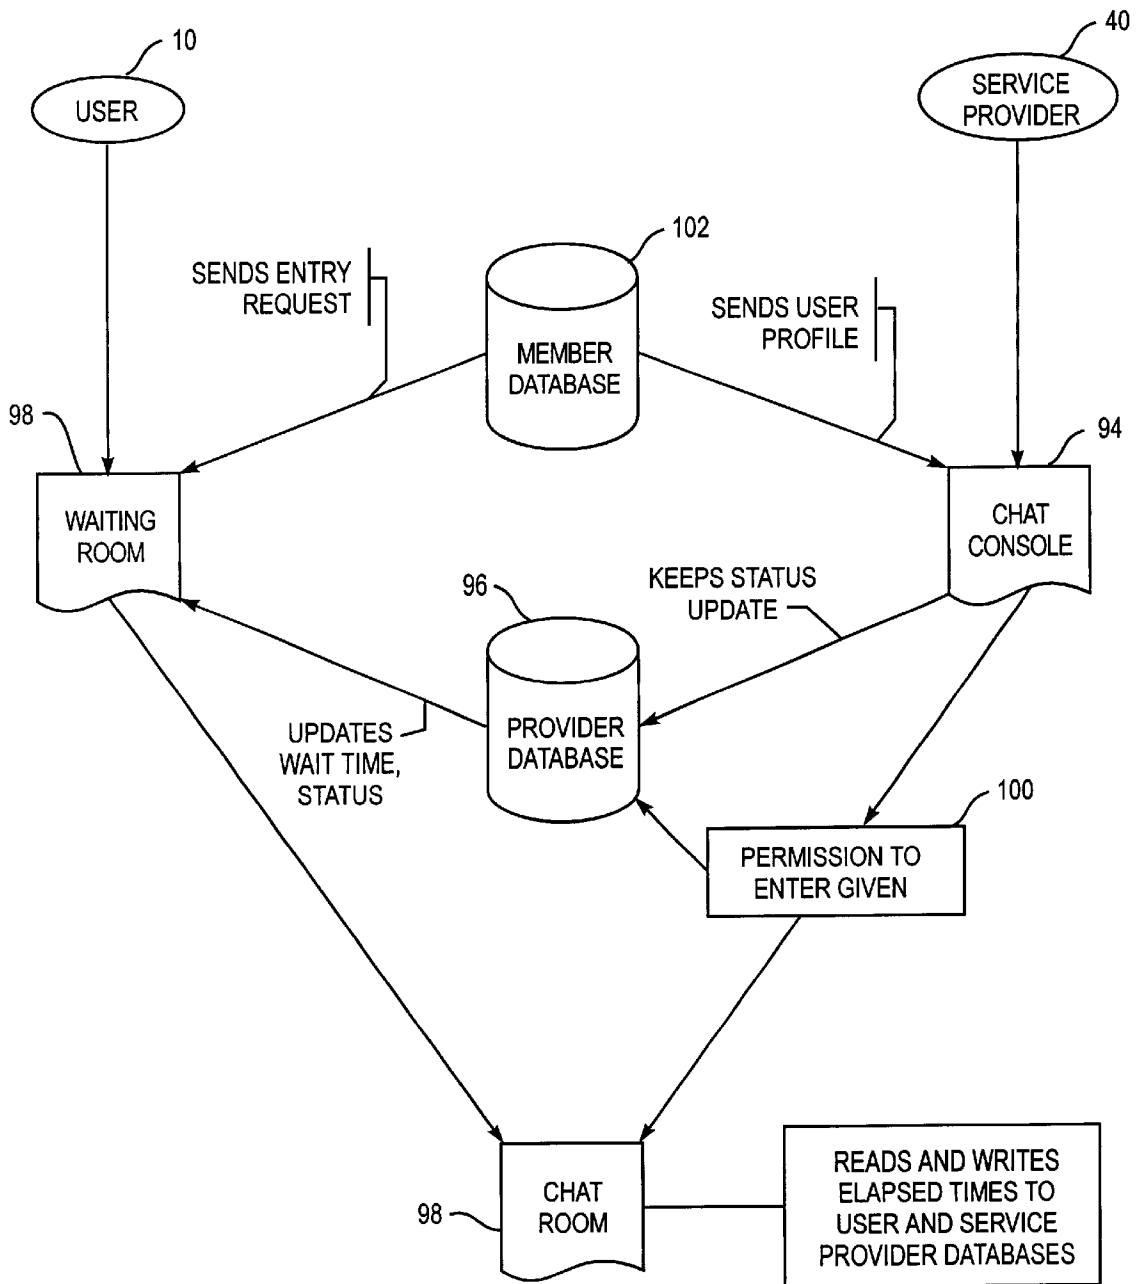 10
40
USER
SERVICE
PROVIDER
102
SENDS ENTRY
REQUEST
SENDS USER
PROFILE
MEMBER
DATABASE
98
94
WAITING
ROOM
CHAT
CONSOLE
96
KEEPS STATUS
UPDATE
UPDATES
WAIT TIME,
STATUS
PROVIDER
DATABASE
100
PERMISSION TO
ENTER GIVEN
98
CHAT
ROOM
READS AND WRITES
ELAPSED TIMES TO
USER AND SERVICE
PROVIDER DATABASES